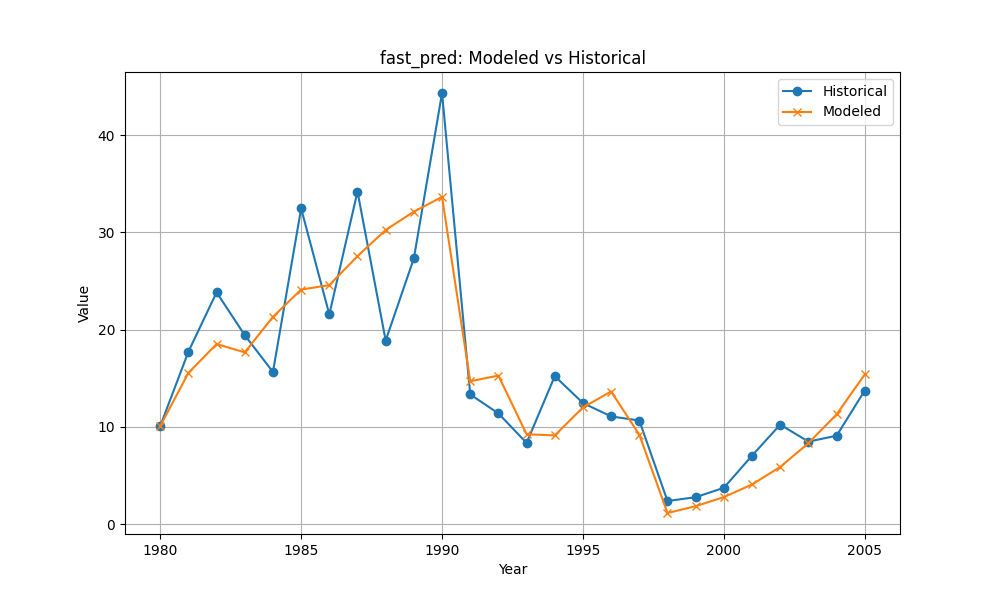 fast_pred: Modeled vs Historical
Historical
Modeled
Value
40
30
20
10
0
1980 1985 1990 1995 2000 2005
Year